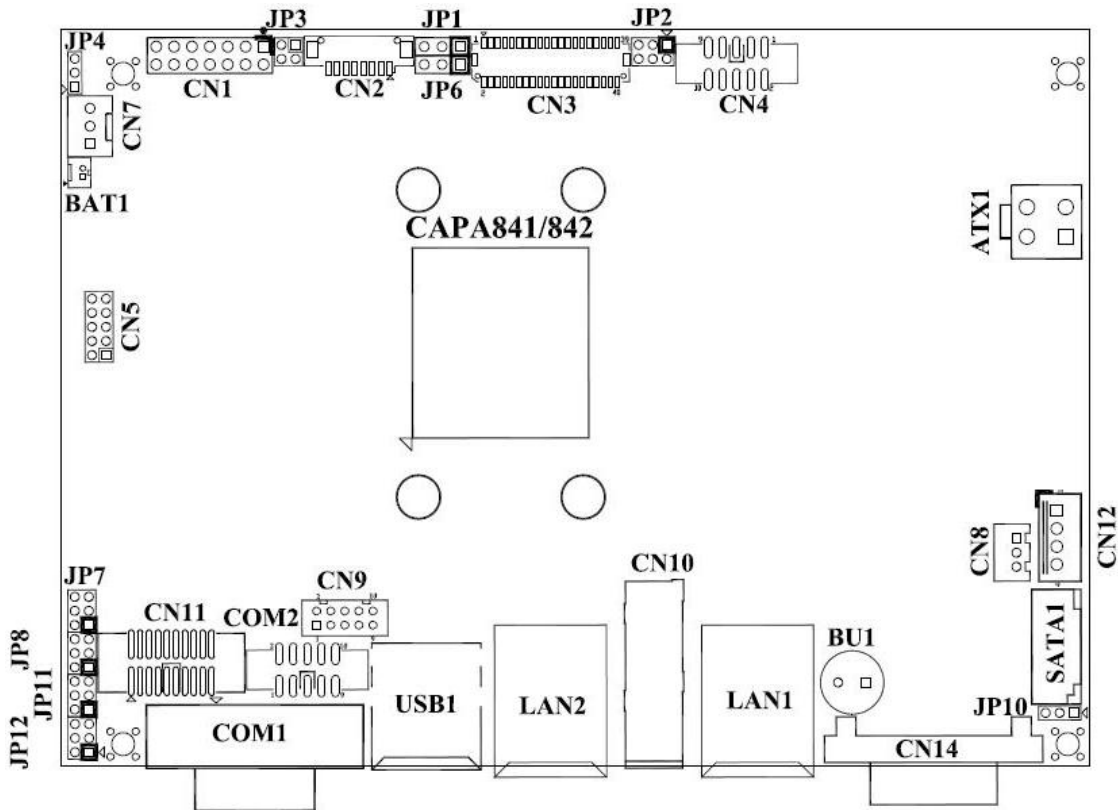 JP3
JP1
JP2
JP4
CN1
CN2
JP6
CN3
CN4
CN7
BAT1
CAPA841/842
ATX1
CN5
CN8
CN12
JP7
CN11
COM2
CN9
CN10
BU1
SATA1
JP8
JP11
JP12
COM1
USB1
LAN2
LAN1
JP10
CN14